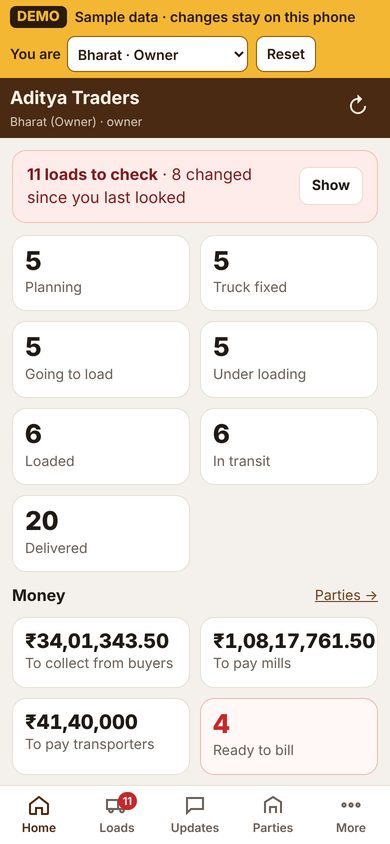 DEMO Sample data · changes stay on this phone
You are Bharat · Owner Reset
Aditya Traders
Bharat (Owner) · owner
11 loads to check · 8 changed
since you last looked
Show
5 5
Planning Truck fixed
5 5
Going to load Under loading
6 6
Loaded In transit
20
Delivered
Money Parties →
₹34,01,343.50 ₹1,08,17,761.50
To collect from buyers To pay mills
₹41,40,000 4
To pay transporters Ready to bill
11
Home Loads Updates Parties More